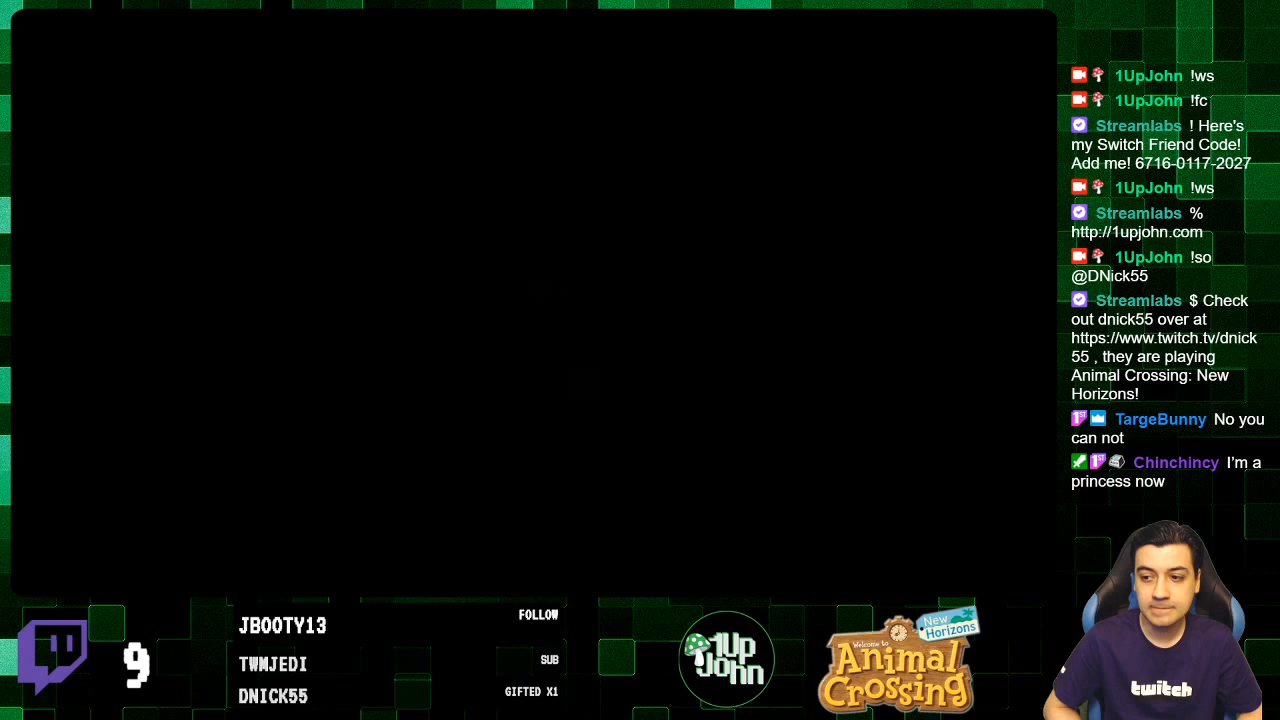 1UpJohn !ws
1UpJohn !fc
Streamlabs ! Here's
my Switch Friend Code!
Add me! 6716-0117-2027
1UpJohn !ws
Streamlabs %
http://1upjohn.com
1UpJohn !so
@DNick55
Streamlabs $ Check
out dnick55 over at
https://www.twitch.tv/dnick
55 , they are playing
Animal Crossing: New
Horizons!
1ST TargeBunny No you
can not
1ST Chinchincy I'm a
princess now
9
JBOOTY13 FOLLOW
TWMJEDI SUB
DNICK55 GIFTED X1
1Up
John
New
Horizons
Welcome to
Animal
Crossing
twitch